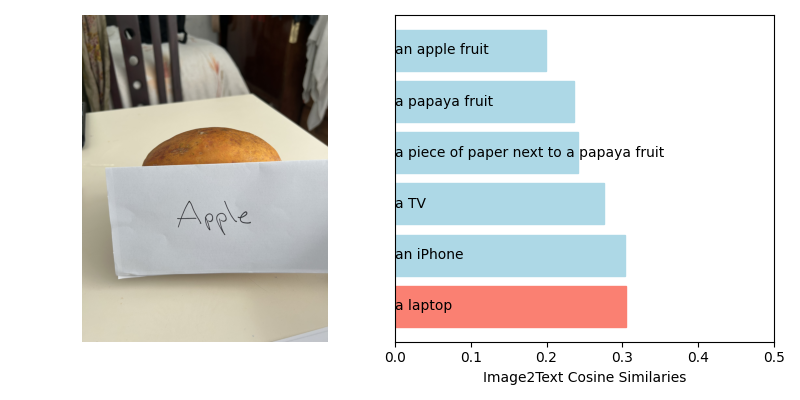 Apple
an apple fruit
a papaya fruit
a piece of paper next to a papaya fruit
a TV
an iPhone
a laptop
0.0 0.1 0.2 0.3 0.4 0.5
Image2Text Cosine Similaries